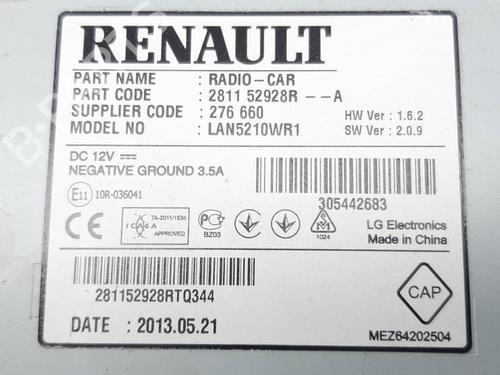 RENAULT
PART NAME : RADIO-CAR
PART CODE : 2811 52928R --A
SUPPLIER CODE : 276 660 HW Ver : 1.6.2
MODEL NO : LAN5210WR1 SW Ver : 2.0.9
DC 12V
NEGATIVE GROUND 3.5A
E11 10R-036041
305442683
CE ICASA TA-2011/1534 APPROVED
BZ03
1024
LG Electronics
Made in China
281152928RTQ344
CAP
DATE : 2013.05.21
MEZ64202504